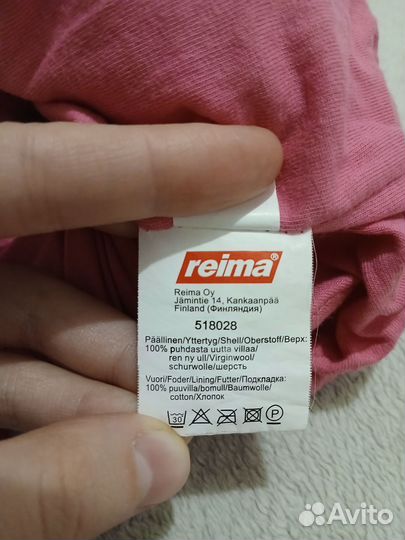 reima®
Reima Oy
Jämintie 14, Kankaanpää
Finland (Финляндия)
518028
Päällinen/Yttertyg/Shell/Oberstoff/Верх:
100% puhdasta uutta villaa/
ren ny ull/Virginwool/
schurwolle/шерсть
Vuori/Foder/Lining/Futter/Подкладка:
100% puuvilla/bomull/Baumwolle/
cotton/Хлопок
30 P
Avito